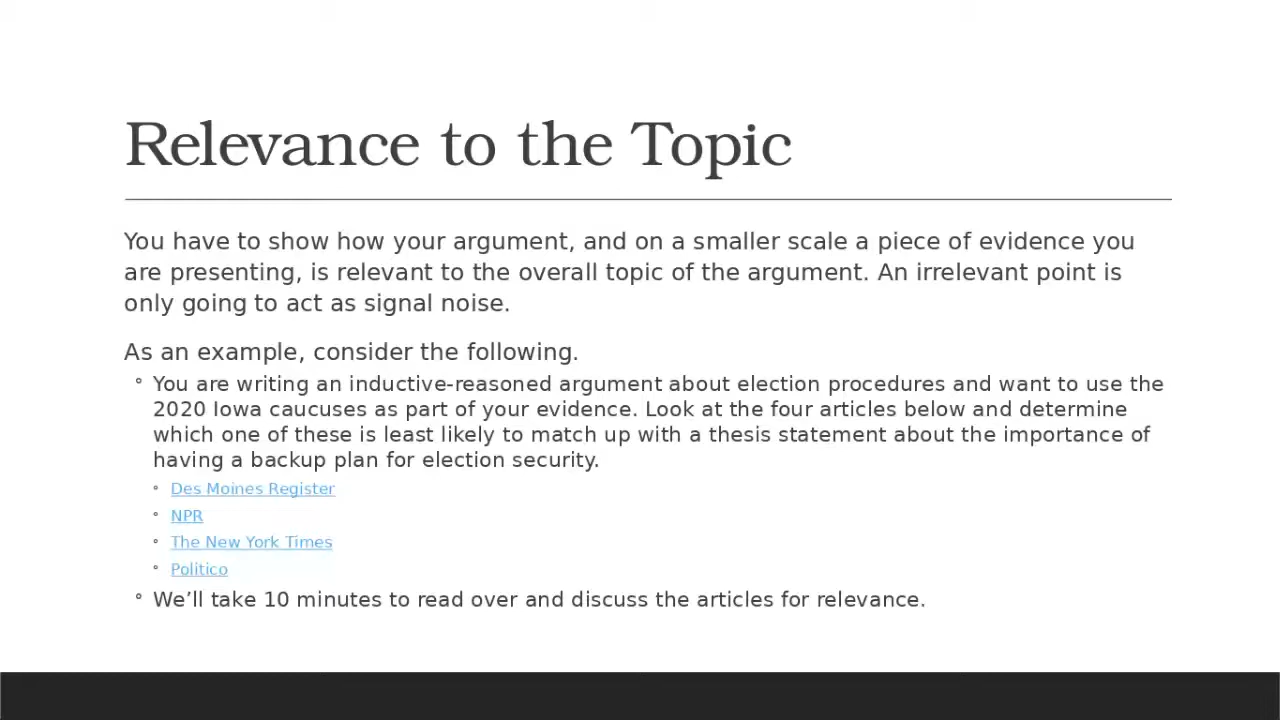 Relevance to the Topic
You have to show how your argument, and on a smaller scale a piece of evidence you
are presenting, is relevant to the overall topic of the argument. An irrelevant point is
only going to act as signal noise.
As an example, consider the following.
° You are writing an inductive-reasoned argument about election procedures and want to use the
2020 Iowa caucuses as part of your evidence. Look at the four articles below and determine
which one of these is least likely to match up with a thesis statement about the importance of
having a backup plan for election security.
° Des Moines Register
° NPR
° The New York Times
° Politico
° We’ll take 10 minutes to read over and discuss the articles for relevance.